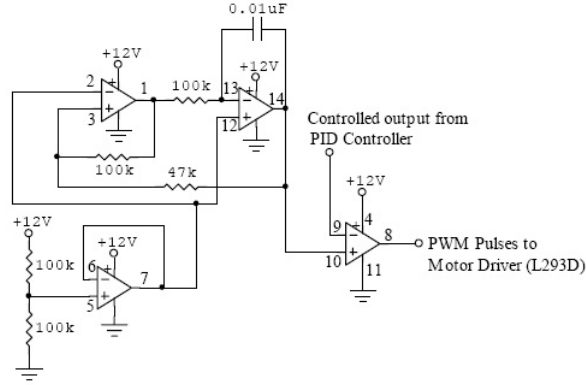 0.01uF
+12V
+12V
2
1
100k
13
14
3
12
Controlled output from
PID Controller
100k
47k
+12V
+12V
+12V
9
4
8
PWM Pulses to
Motor Driver (L293D)
10
11
100k
6
7
5
100k